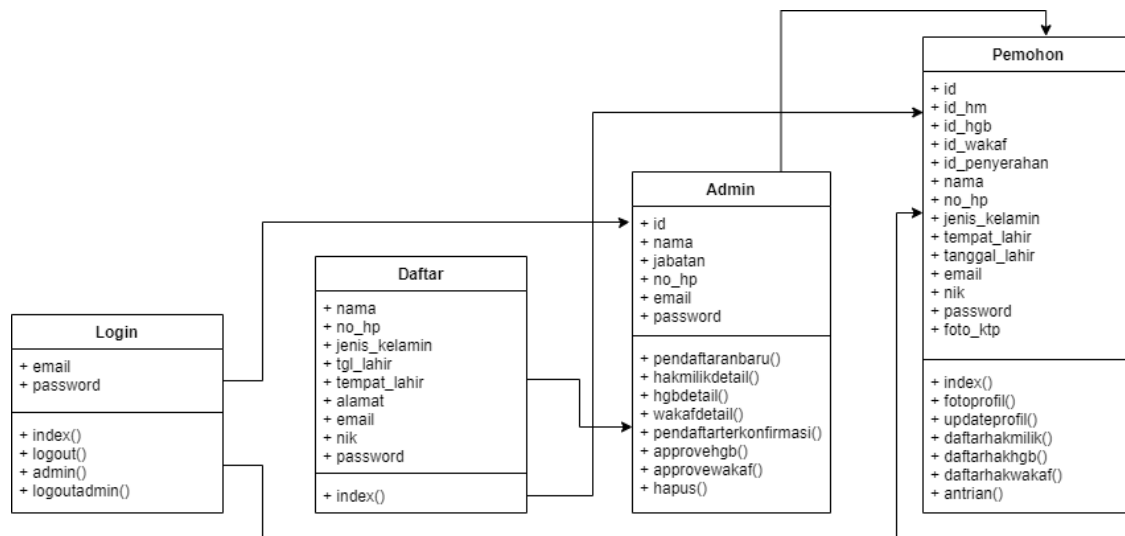 Login
+ email
+ password
+ index()
+ logout()
+ admin()
+ logoutadmin()
Daftar
+ nama
+ no_hp
+ jenis_kelamin
+ tgl_lahir
+ tempat_lahir
+ alamat
+ email
+ nik
+ password
+ index()
Admin
+ id
+ nama
+ jabatan
+ no_hp
+ email
+ password
+ pendaftaranbaru()
+ hakmilikdetail()
+ hgbdetail()
+ wakafdetail()
+ pendaftarterkonfirmasi()
+ approvehgb()
+ approvewakaf()
+ hapus()
Pemohon
+ id
+ id_hm
+ id_hgb
+ id_wakaf
+ id_penyerahan
+ nama
+ no_hp
+ jenis_kelamin
+ tempat_lahir
+ tanggal_lahir
+ email
+ nik
+ password
+ foto_ktp
+ index()
+ fotoprofil()
+ updateprofil()
+ daftarhakmilik()
+ daftarhakhgb()
+ daftarhakwakaf()
+ antrian()